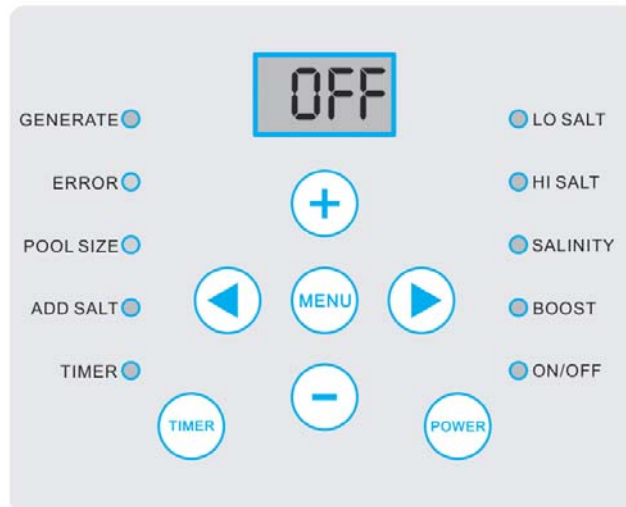 OFF
GENERATE
LO SALT
ERROR
HI SALT
POOL SIZE
SALINITY
MENU
ADD SALT
BOOST
TIMER
ON/OFF
TIMER
POWER